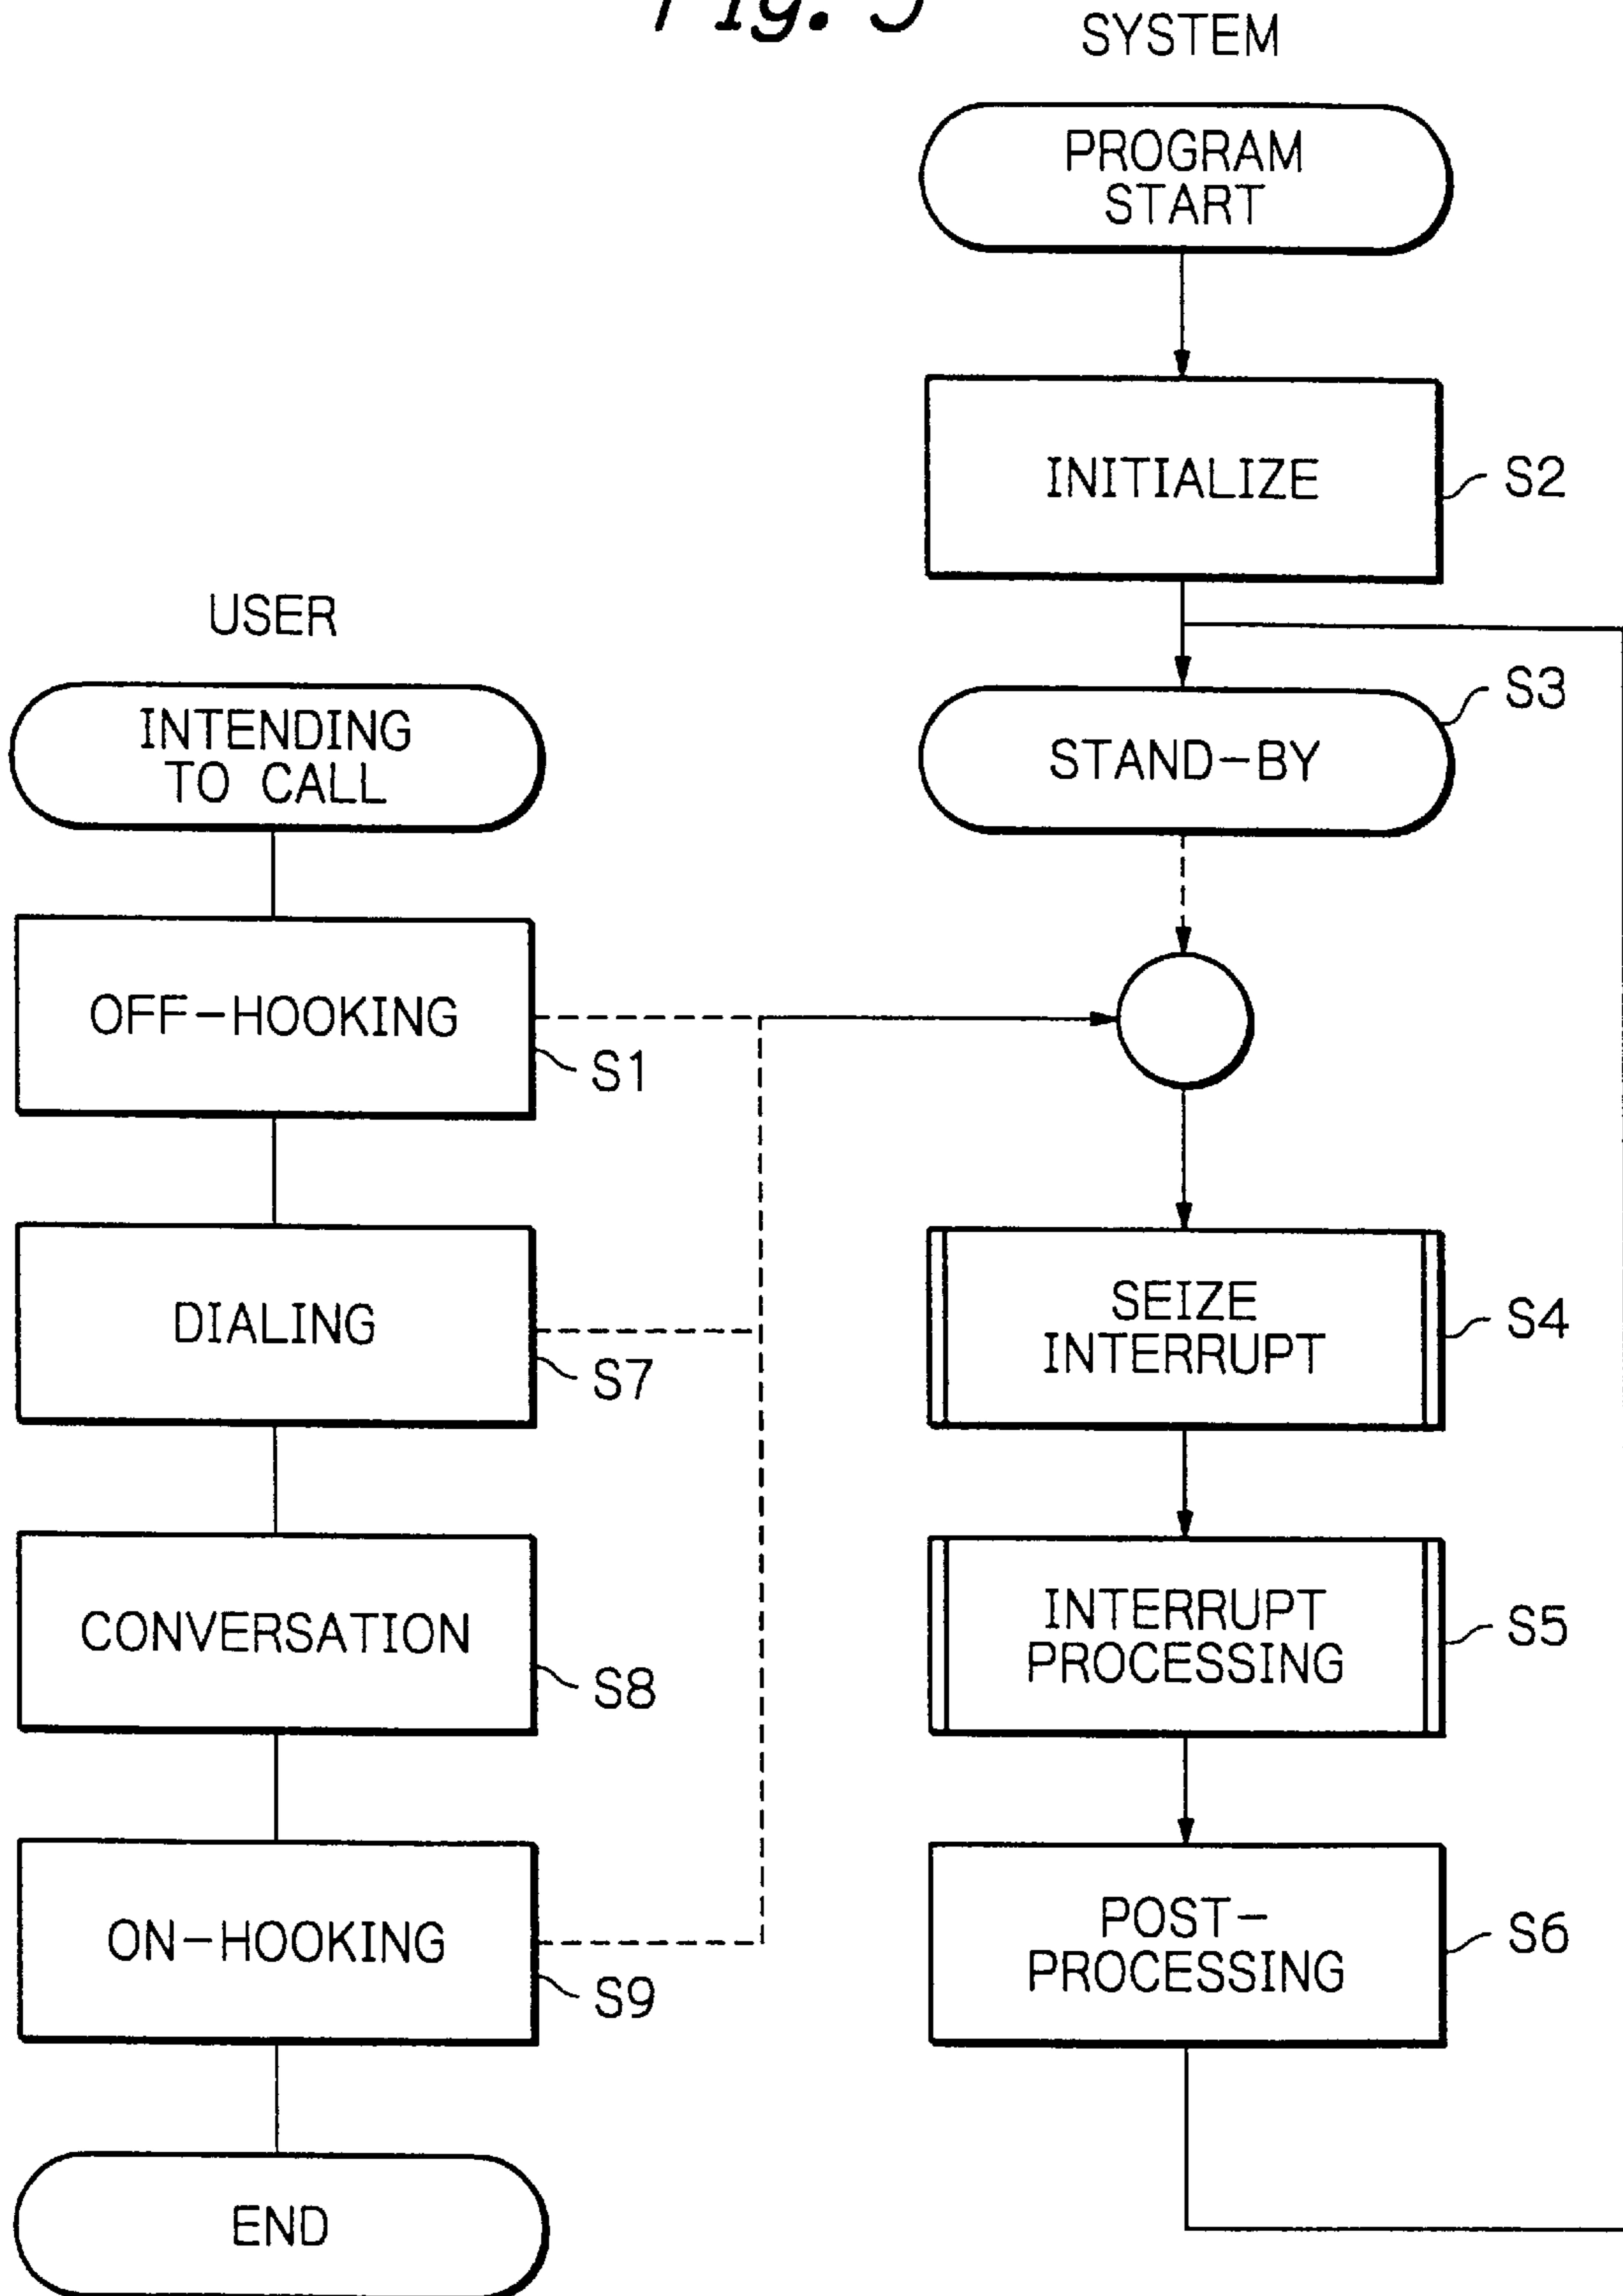 Fig.
SYSTEM
PROGRAM
START
INITIALIZE
S2
USER
S3
INTENDING
TO CALL
STAND-BY
OFF-HOOKING
S1
SEIZE
INTERRUPT
S4
DIALING
S7
INTERRUPT
PROCESSING
S5
CONVERSATION
S8
POST-
PROCESSING
S6
ON-HOOKING
S9
END